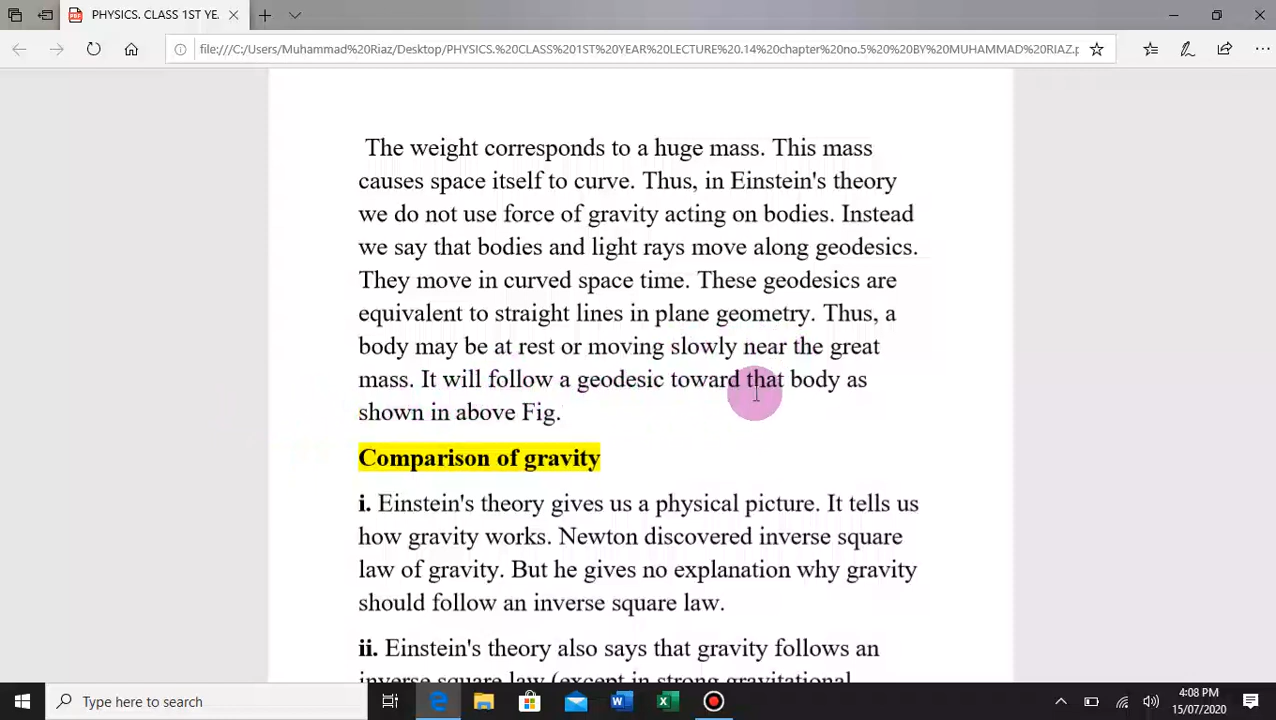 PHYSICS. CLASS 1ST YE.
file:///C:/Users/Muhammad%20Riaz/Desktop/PHYSICS.%20CLASS%201ST%20YEAR%20LECTURE%20.14%20chapter%20no.5%20%20BY%20MUHAMMAD%20RIAZ.p
The weight corresponds to a huge mass. This mass
causes space itself to curve. Thus, in Einstein's theory
we do not use force of gravity acting on bodies. Instead
we say that bodies and light rays move along geodesics.
They move in curved space time. These geodesics are
equivalent to straight lines in plane geometry. Thus, a
body may be at rest or moving slowly near the great
mass. It will follow a geodesic toward that body as
shown in above Fig.
Comparison of gravity
i. Einstein's theory gives us a physical picture. It tells us
how gravity works. Newton discovered inverse square
law of gravity. But he gives no explanation why gravity
should follow an inverse square law.
ii. Einstein's theory also says that gravity follows an
inverse square law (except in strong gravitational
Type here to search
4:08 PM
15/07/2020